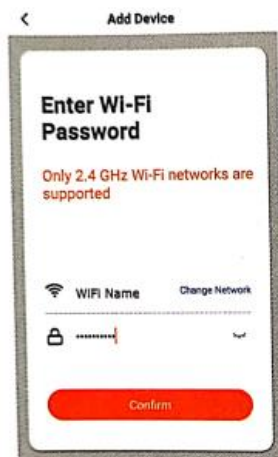 Add Device
Enter Wi-Fi
Password
Only 2.4 GHz Wi-Fi networks are
supported
WiFi Name Change Network
Confirm